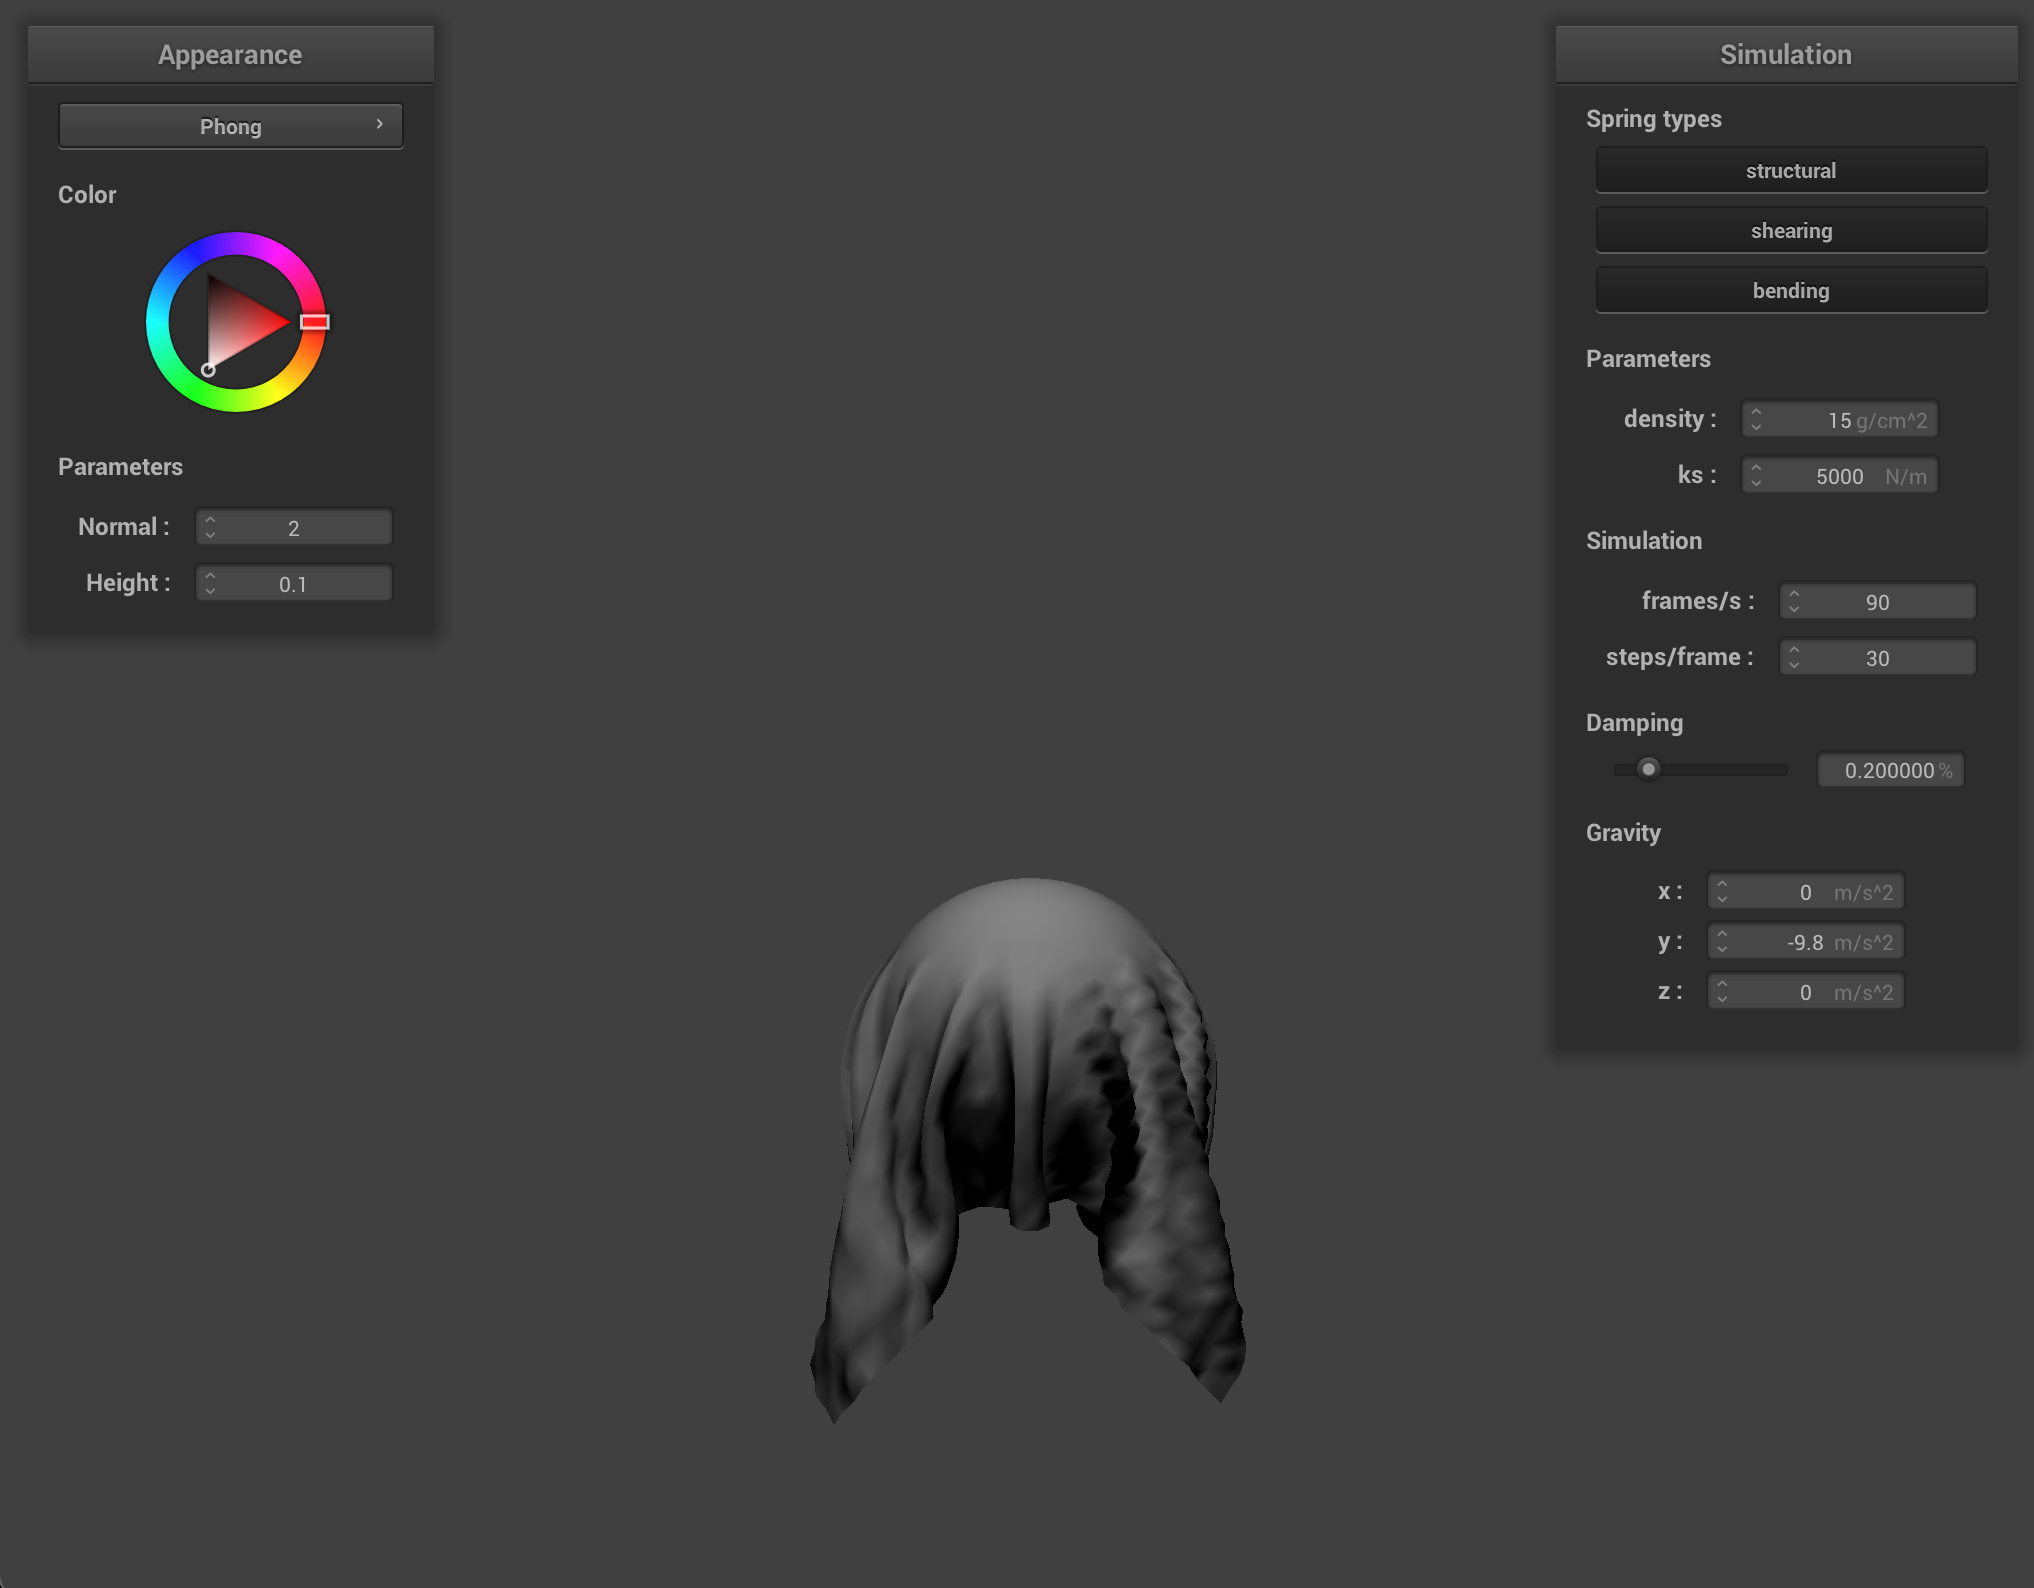 Appearance
Phong
Color
Parameters
Normal : 2
Height : 0.1
Simulation
Spring types
structural
shearing
bending
Parameters
density : 15 g/cm^2
ks : 5000 N/m
Simulation
frames/s : 90
steps/frame : 30
Damping
0.200000 %
Gravity
x : 0 m/s^2
y : -9.8 m/s^2
z : 0 m/s^2